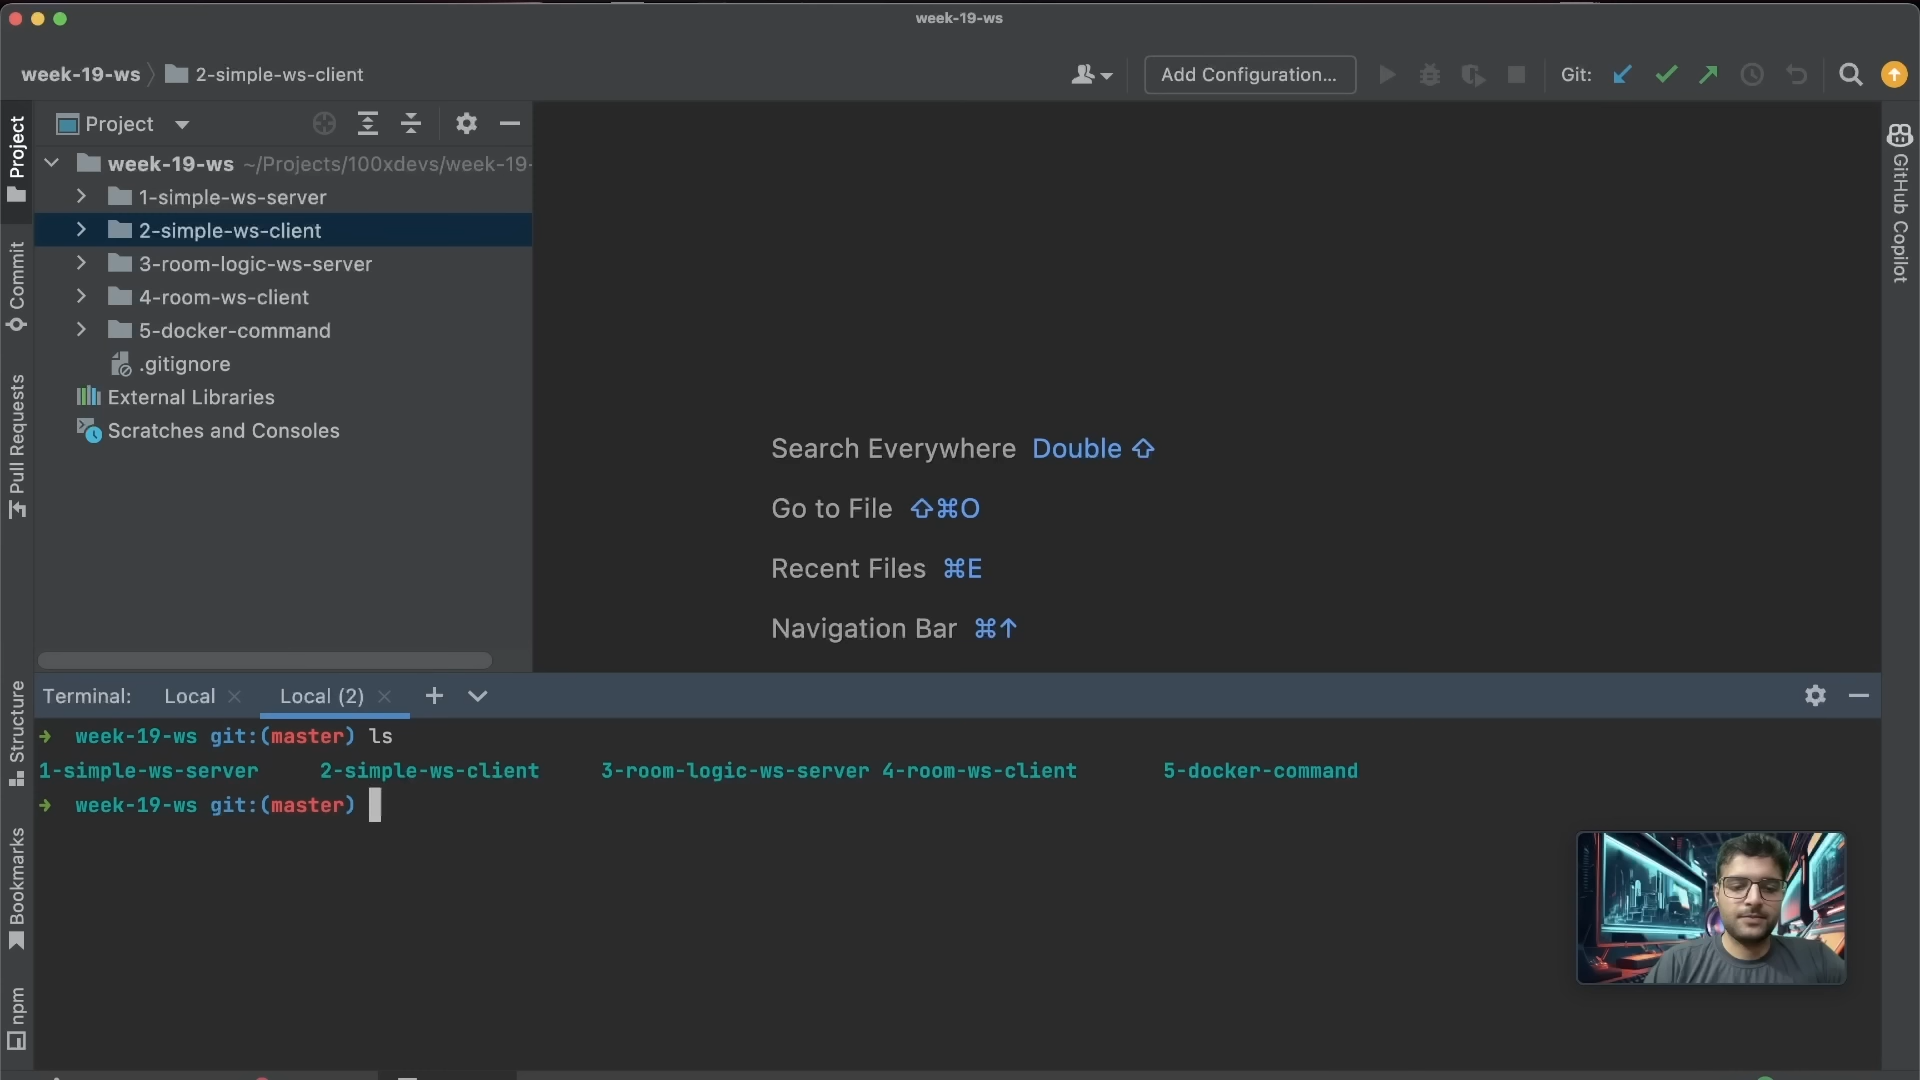 week-19-ws
week-19-ws 2-simple-ws-client
Add Configuration...
Git:
Project
Project
week-19-ws ~/Projects/100xdevs/week-19-
1-simple-ws-server
2-simple-ws-client
3-room-logic-ws-server
4-room-ws-client
5-docker-command
.gitignore
External Libraries
Scratches and Consoles
Commit
Pull Requests
Structure
Bookmarks
npm
GitHub Copilot
Search Everywhere Double ⇧
Go to File ⇧⌘O
Recent Files ⌘E
Navigation Bar ⌘↑
Terminal: Local Local (2)
→ week-19-ws git:(master) ls
1-simple-ws-server 2-simple-ws-client 3-room-logic-ws-server 4-room-ws-client 5-docker-command
→ week-19-ws git:(master)